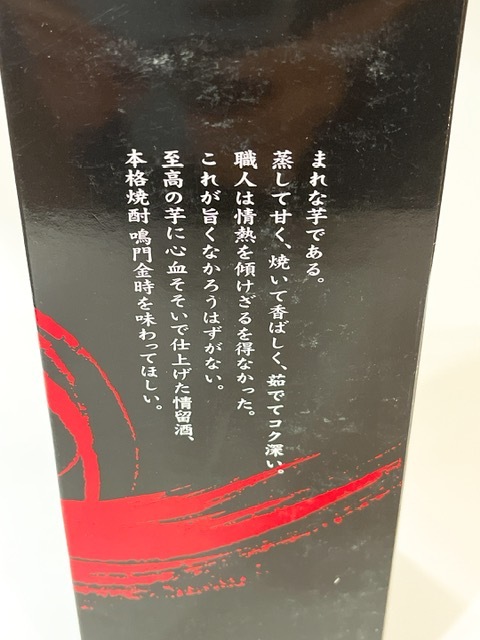 まれな芋である。
蒸して甘く、焼いて香ばしく、茹でてコク深い。
職人は情熱を傾けざるを得なかった。
これが旨くなかろうはずがない。
至高の芋に心血そそいで仕上げた情留酒、
本格焼酎 鳴門金時を味わってほしい。